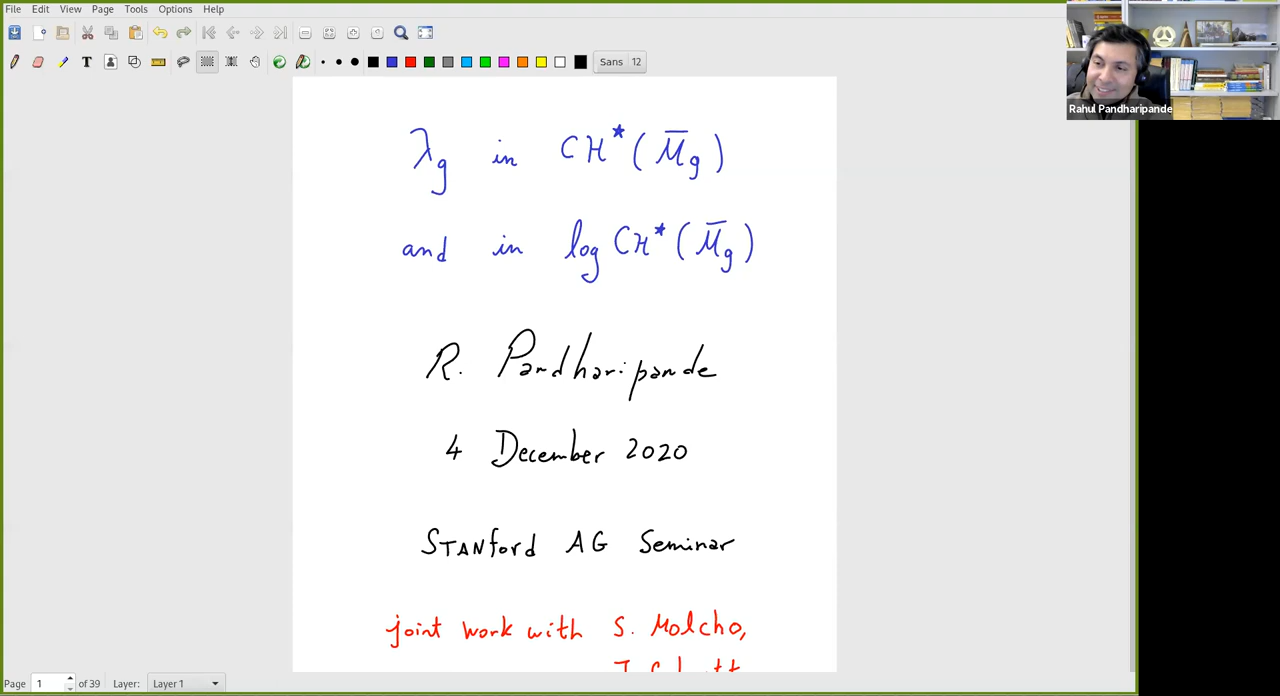 File Edit View Page Tools Options Help
Sans 12
Rahul Pandharipande
λg in CH*(M̄g)
and in log CH*(M̄g)
R. Pandharipande
4 December 2020
STANford AG Seminar
joint work with S. Molcho,
Page 1 of 39 Layer: Layer 1